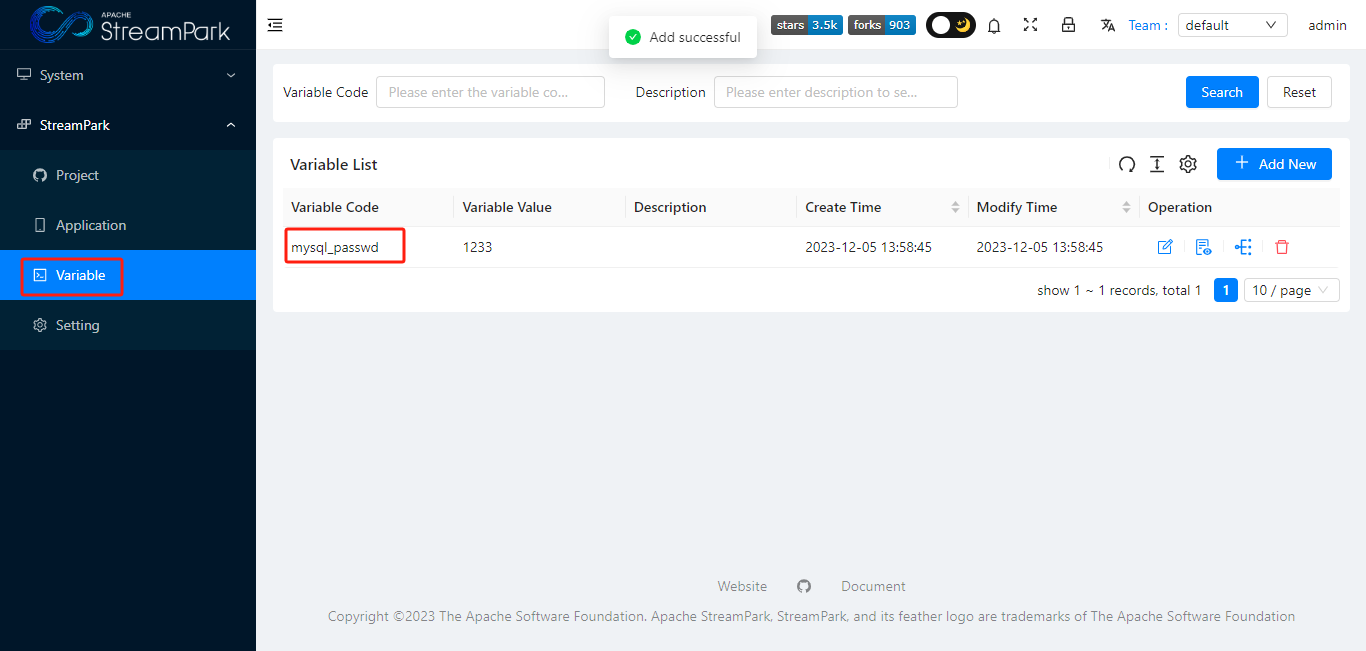 APACHE
StreamPark
stars 3.5k forks 903 Team : default admin
Add successful
System
StreamPark
Project
Application
Variable
Setting
Variable Code Please enter the variable co... Description Please enter description to se... Search Reset
Variable List Add New
Variable Code Variable Value Description Create Time Modify Time Operation
mysql_passwd 1233 2023-12-05 13:58:45 2023-12-05 13:58:45
show 1 ~ 1 records, total 1 1 10 / page
Website Document
Copyright ©2023 The Apache Software Foundation. Apache StreamPark, StreamPark, and its feather logo are trademarks of The Apache Software Foundation